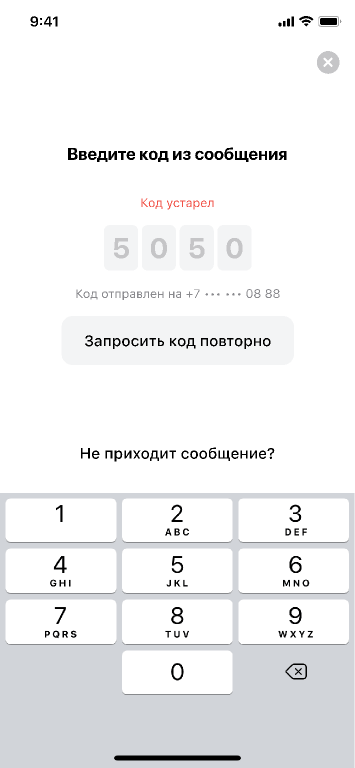 9:41
Введите код из сообщения
Код устарел
5 0 5 0
Код отправлен на +7 ••• ••• 08 88
Запросить код повторно
Не приходит сообщение?
1 2 3
ABC DEF
4 5 6
GHI JKL MNO
7 8 9
PQRS TUV WXYZ
0